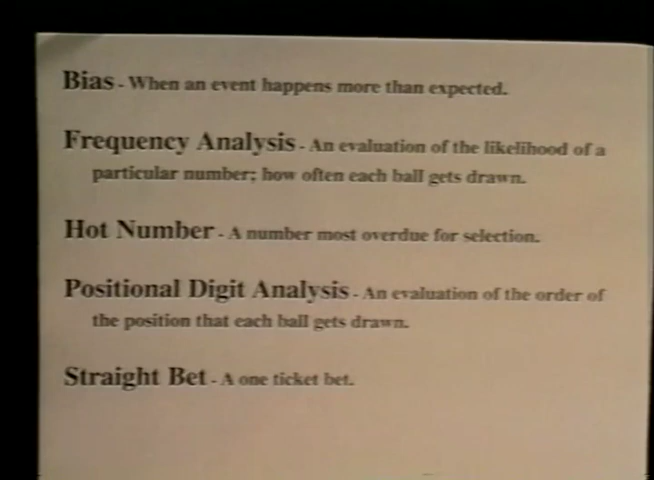 Bias - When an event happens more than expected.
Frequency Analysis - An evaluation of the likelihood of a
particular number; how often each ball gets drawn.
Hot Number - A number most overdue for selection.
Positional Digit Analysis - An evaluation of the order of
the position that each ball gets drawn.
Straight Bet - A one ticket bet.